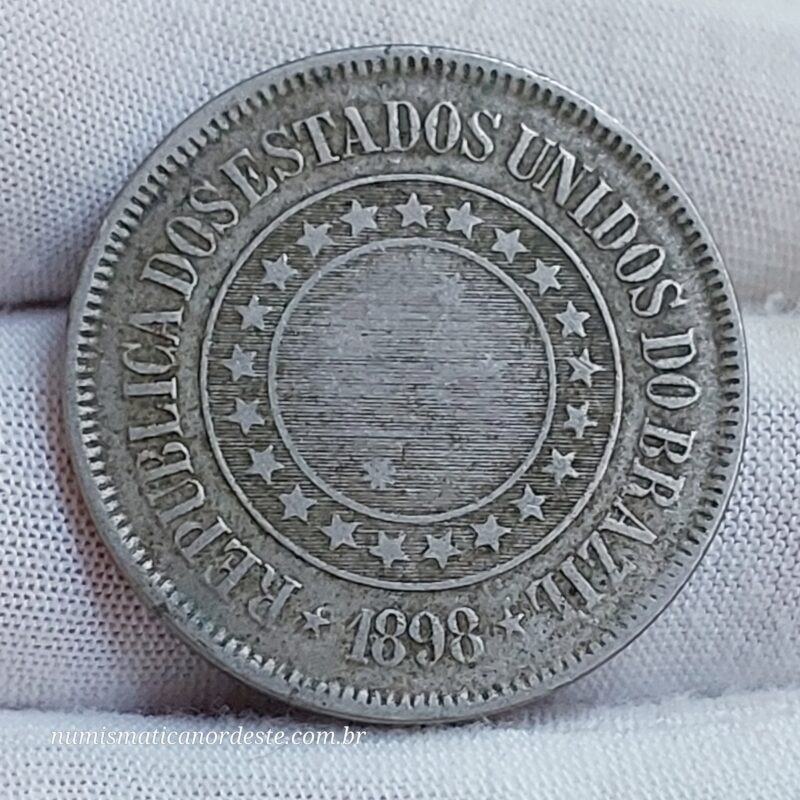 REPUBLICA DOS ESTADOS UNIDOS DO BRAZIL
★ 1898 ★
numismaticanordeste.com.br